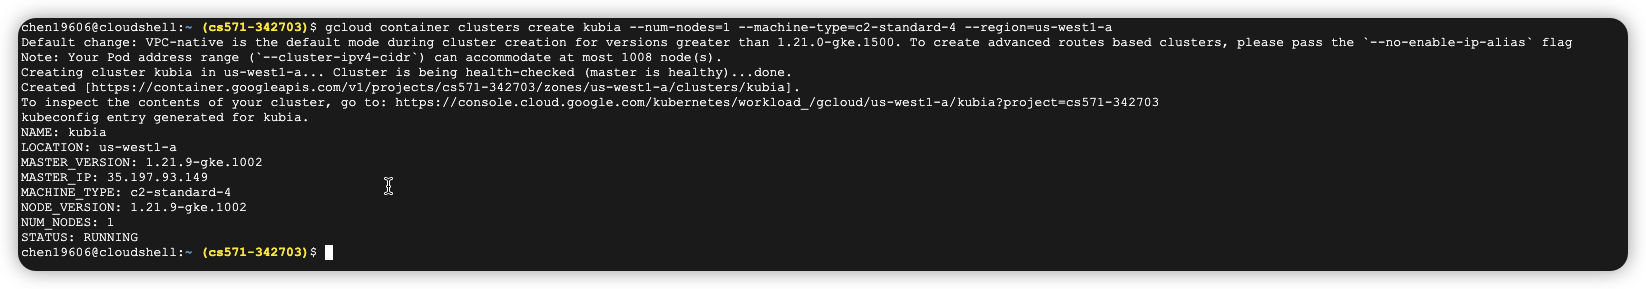 chen19606@cloudshell:~ (cs571-342703)$ gcloud container clusters create kubia --num-nodes=1 --machine-type=c2-standard-4 --region=us-west1-a
Default change: VPC-native is the default mode during cluster creation for versions greater than 1.21.0-gke.1500. To create advanced routes based clusters, please pass the `--no-enable-ip-alias` flag
Note: Your Pod address range (`--cluster-ipv4-cidr`) can accommodate at most 1008 node(s).
Creating cluster kubia in us-west1-a... Cluster is being health-checked (master is healthy)...done.
Created [https://container.googleapis.com/v1/projects/cs571-342703/zones/us-west1-a/clusters/kubia].
To inspect the contents of your cluster, go to: https://console.cloud.google.com/kubernetes/workload_/gcloud/us-west1-a/kubia?project=cs571-342703
kubeconfig entry generated for kubia.
NAME: kubia
LOCATION: us-west1-a
MASTER_VERSION: 1.21.9-gke.1002
MASTER_IP: 35.197.93.149
MACHINE_TYPE: c2-standard-4
NODE_VERSION: 1.21.9-gke.1002
NUM_NODES: 1
STATUS: RUNNING
chen19606@cloudshell:~ (cs571-342703)$